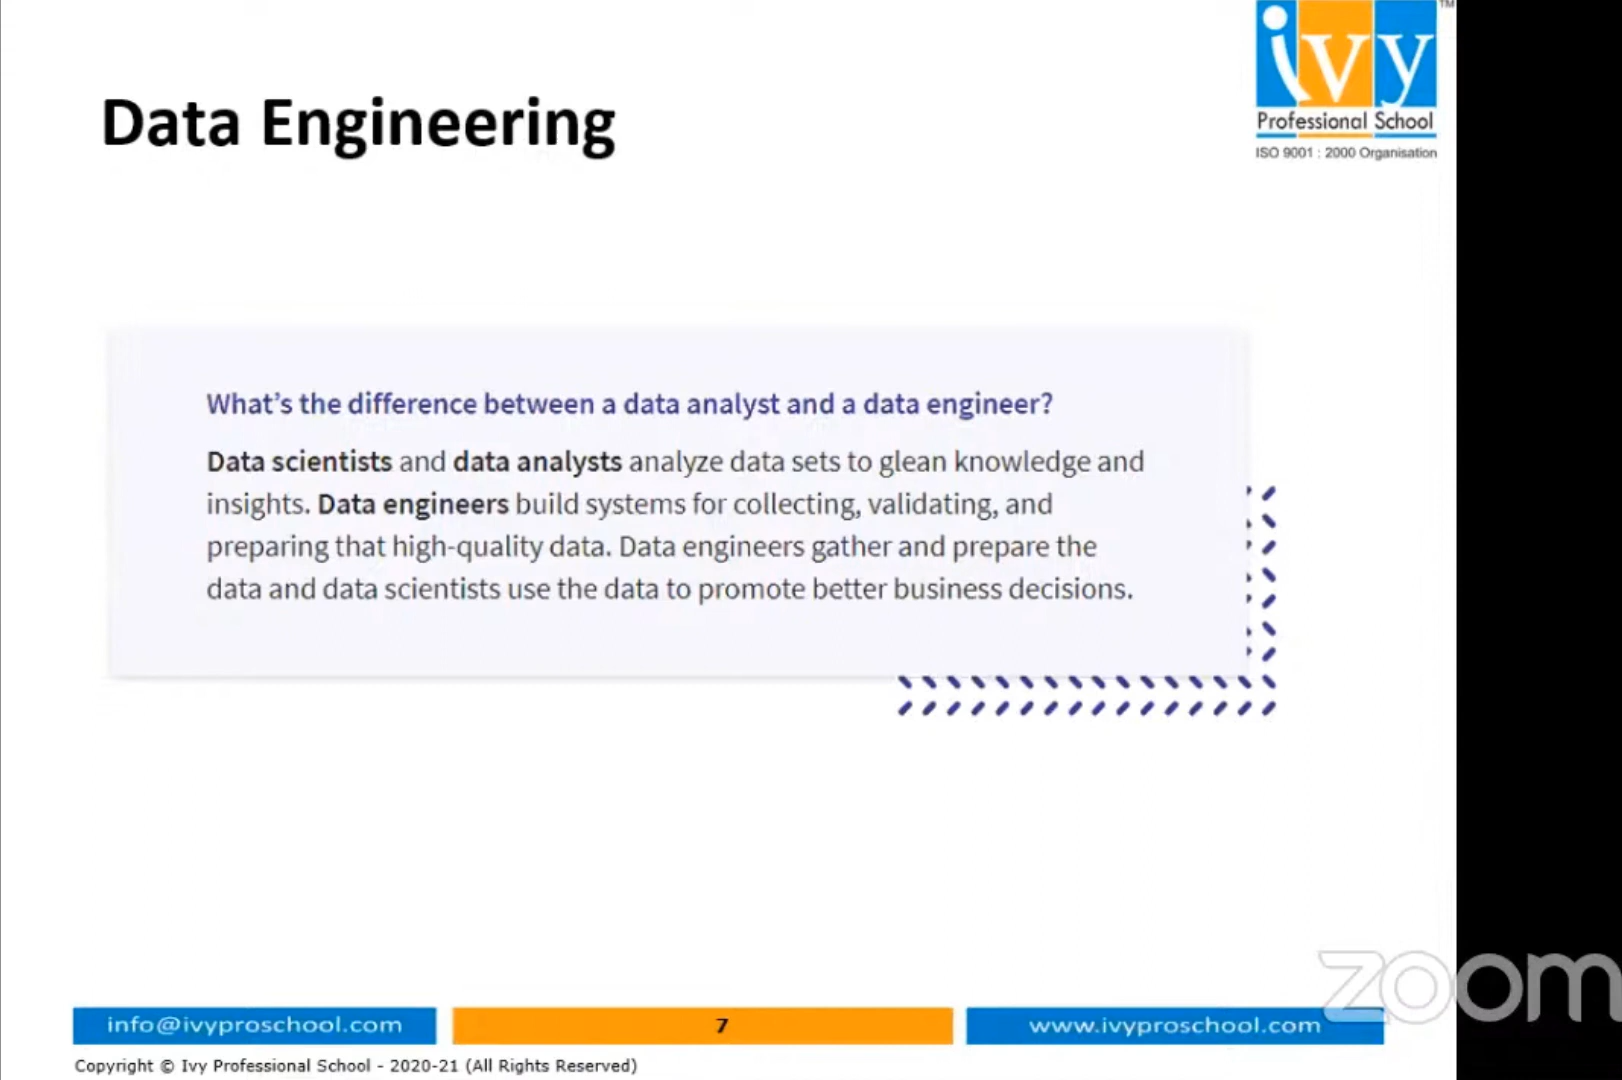 ivy
TM
Professional School
ISO 9001 : 2000 Organisation
Data Engineering
What's the difference between a data analyst and a data engineer?
Data scientists and data analysts analyze data sets to glean knowledge and
insights. Data engineers build systems for collecting, validating, and
preparing that high-quality data. Data engineers gather and prepare the
data and data scientists use the data to promote better business decisions.
zoom
info@ivyproschool.com
7
www.ivyproschool.com
Copyright © Ivy Professional School - 2020-21 (All Rights Reserved)